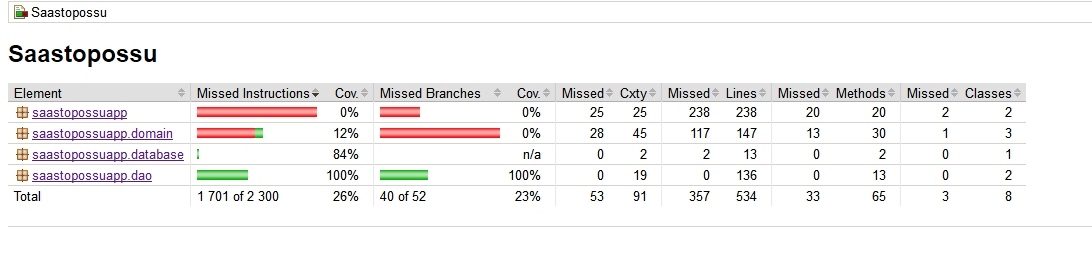 Saastopossu
Saastopossu
Element Missed Instructions Cov. Missed Branches Cov. Missed Cxty Missed Lines Missed Methods Missed Classes
saastopossuapp 0% 0% 25 25 238 238 20 20 2 2
saastopossuapp.domain 12% 0% 28 45 117 147 13 30 1 3
saastopossuapp.database 84% n/a 0 2 2 13 0 2 0 1
saastopossuapp.dao 100% 100% 0 19 0 136 0 13 0 2
Total 1 701 of 2 300 26% 40 of 52 23% 53 91 357 534 33 65 3 8